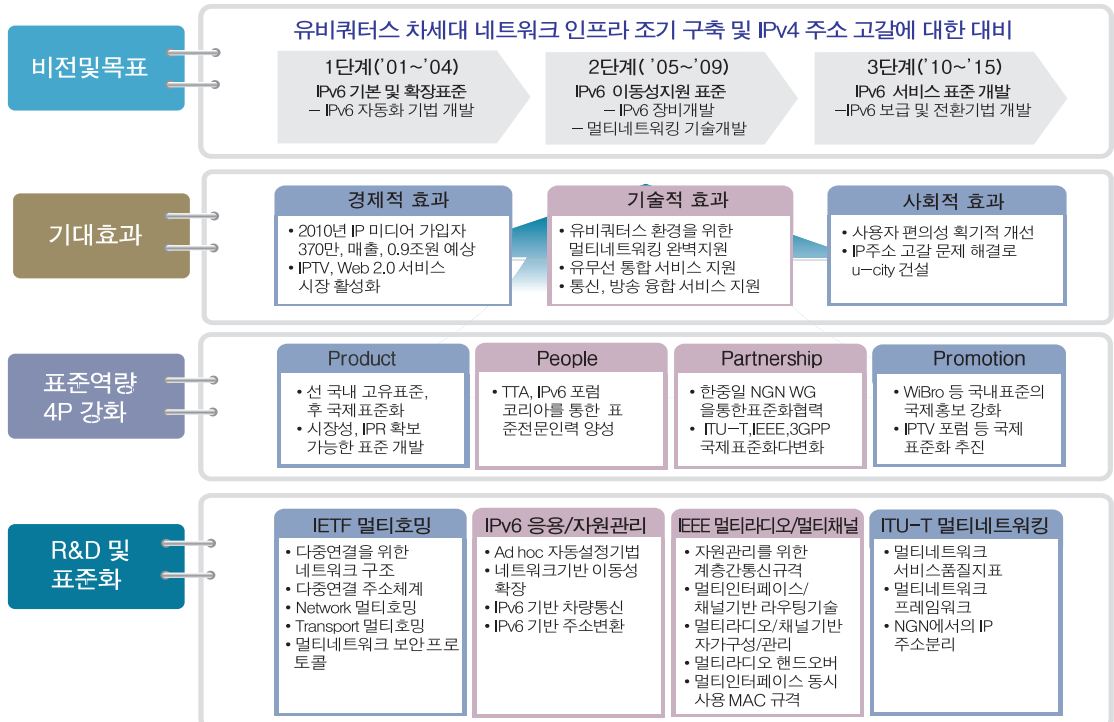 비전및목표
유비쿼터스 차세대 네트워크 인프라 조기 구축 및 IPv4 주소 고갈에 대한 대비
1단계('01~'04)
IPv6 기본 및 확장표준
– IPv6 자동화 기법 개발
2단계( '05~'09)
IPv6 이동성지원 표준
– IPv6 장비개발
– 멀티네트워킹 기술개발
3단계('10~'15)
IPv6 서비스 표준 개발
–IPv6 보급 및 전환기법 개발
기대효과
경제적 효과
• 2010년 IP 미디어 가입자
370만, 매출, 0.9조원 예상
• IPTV, Web 2.0 서비스
시장 활성화
기술적 효과
• 유비쿼터스 환경을 위한
멀티네트워킹 완벽지원
• 유무선 통합 서비스 지원
• 통신, 방송 융합 서비스 지원
사회적 효과
• 사용자 편의성 획기적 개선
• IP주소 고갈 문제 해결로
u–city 건설
표준역량
4P 강화
Product
• 선 국내 고유표준,
후 국제표준화
• 시장성, IPR 확보
가능한 표준 개발
People
• TTA, IPv6 포럼
코리아를 통한 표
준전문인력 양성
Partnership
• 한중일 NGN WG
을통한표준화협력
• ITU–T,IEEE,3GPP
국제표준화다변화
Promotion
• WiBro 등 국내표준의
국제홍보 강화
• IPTV 포럼 등 국제
표준화 추진
R&D 및
표준화
IETF 멀티호밍
• 다중연결을 위한
네트워크 구조
• 다중연결 주소체계
• Network 멀티호밍
• Transport 멀티호밍
• 멀티네트워크 보안 프로
토콜
IPv6 응용/자원관리
• Ad hoc 자동설정기법
• 네트워크기반 이동성
확장
• IPv6 기반 차량통신
• IPv6 기반 주소변환
IEEE 멀티라디오/멀티채널
• 자원관리를 위한
계층간통신규격
• 멀티인터페이스/
채널기반 라우팅기술
• 멀티라디오/채널기반
자가구성/관리
• 멀티라디오 핸드오버
• 멀티인터페이스 동시
사용 MAC 규격
ITU–T 멀티네트워킹
• 멀티네트워크
서비스품질지표
• 멀티네트워크
프레임워크
• NGN에서의 IP
주소분리